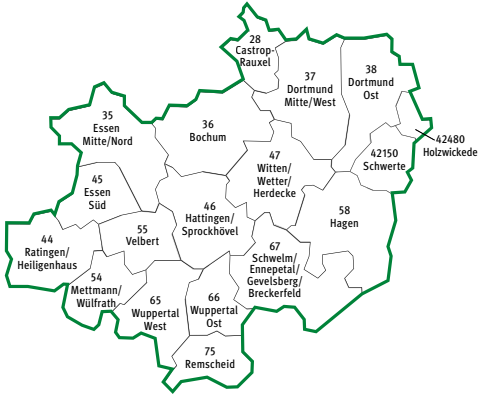 28
Castrop-
Rauxel
37
Dortmund
Mitte/West
38
Dortmund
Ost
35
Essen
Mitte/Nord
36
Bochum
42480
Holzwickede
47
Witten/
Wetter/
Herdecke
42150
Schwerte
45
Essen
Süd
46
Hattingen/
Sprockhövel
58
Hagen
44
Ratingen/
Heiligenhaus
55
Velbert
67
Schwelm/
Ennepetal/
Gevelsberg/
Breckerfeld
54
Mettmann/
Wülfrath
65
Wuppertal
West
66
Wuppertal
Ost
75
Remscheid